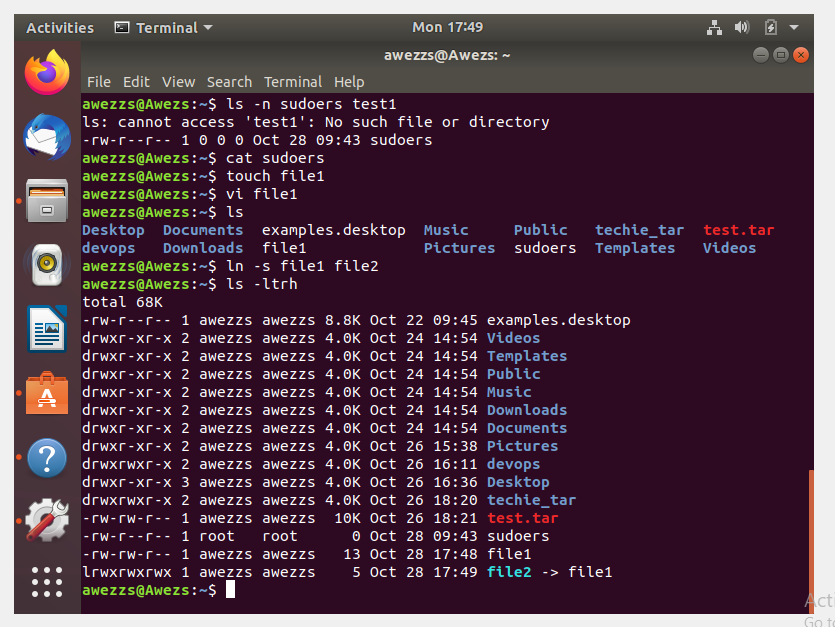 Activities Terminal Mon 17:49
awezzs@Awezs: ~
File Edit View Search Terminal Help
awezzs@Awezs:~$ ls -n sudoers test1
ls: cannot access 'test1': No such file or directory
-rw-r--r-- 1 0 0 0 Oct 28 09:43 sudoers
awezzs@Awezs:~$ cat sudoers
awezzs@Awezs:~$ touch file1
awezzs@Awezs:~$ vi file1
awezzs@Awezs:~$ ls
Desktop  Documents  examples.desktop  Music     Public   techie_tar  test.tar
devops   Downloads  file1             Pictures  sudoers  Templates   Videos
awezzs@Awezs:~$ ln -s file1 file2
awezzs@Awezs:~$ ls -ltrh
total 68K
-rw-r--r-- 1 awezzs awezzs 8.8K Oct 22 09:45 examples.desktop
drwxr-xr-x 2 awezzs awezzs 4.0K Oct 24 14:54 Videos
drwxr-xr-x 2 awezzs awezzs 4.0K Oct 24 14:54 Templates
drwxr-xr-x 2 awezzs awezzs 4.0K Oct 24 14:54 Public
drwxr-xr-x 2 awezzs awezzs 4.0K Oct 24 14:54 Music
drwxr-xr-x 2 awezzs awezzs 4.0K Oct 24 14:54 Downloads
drwxr-xr-x 2 awezzs awezzs 4.0K Oct 24 14:54 Documents
drwxr-xr-x 2 awezzs awezzs 4.0K Oct 26 15:38 Pictures
drwxrwxr-x 2 awezzs awezzs 4.0K Oct 26 16:11 devops
drwxr-xr-x 3 awezzs awezzs 4.0K Oct 26 16:36 Desktop
drwxrwxr-x 2 awezzs awezzs 4.0K Oct 26 18:20 techie_tar
-rw-rw-r-- 1 awezzs awezzs  10K Oct 26 18:21 test.tar
-rw-r--r-- 1 root   root      0 Oct 28 09:43 sudoers
-rw-rw-r-- 1 awezzs awezzs   13 Oct 28 17:48 file1
lrwxrwxrwx 1 awezzs awezzs    5 Oct 28 17:49 file2 -> file1
awezzs@Awezs:~$
Acti
Go to